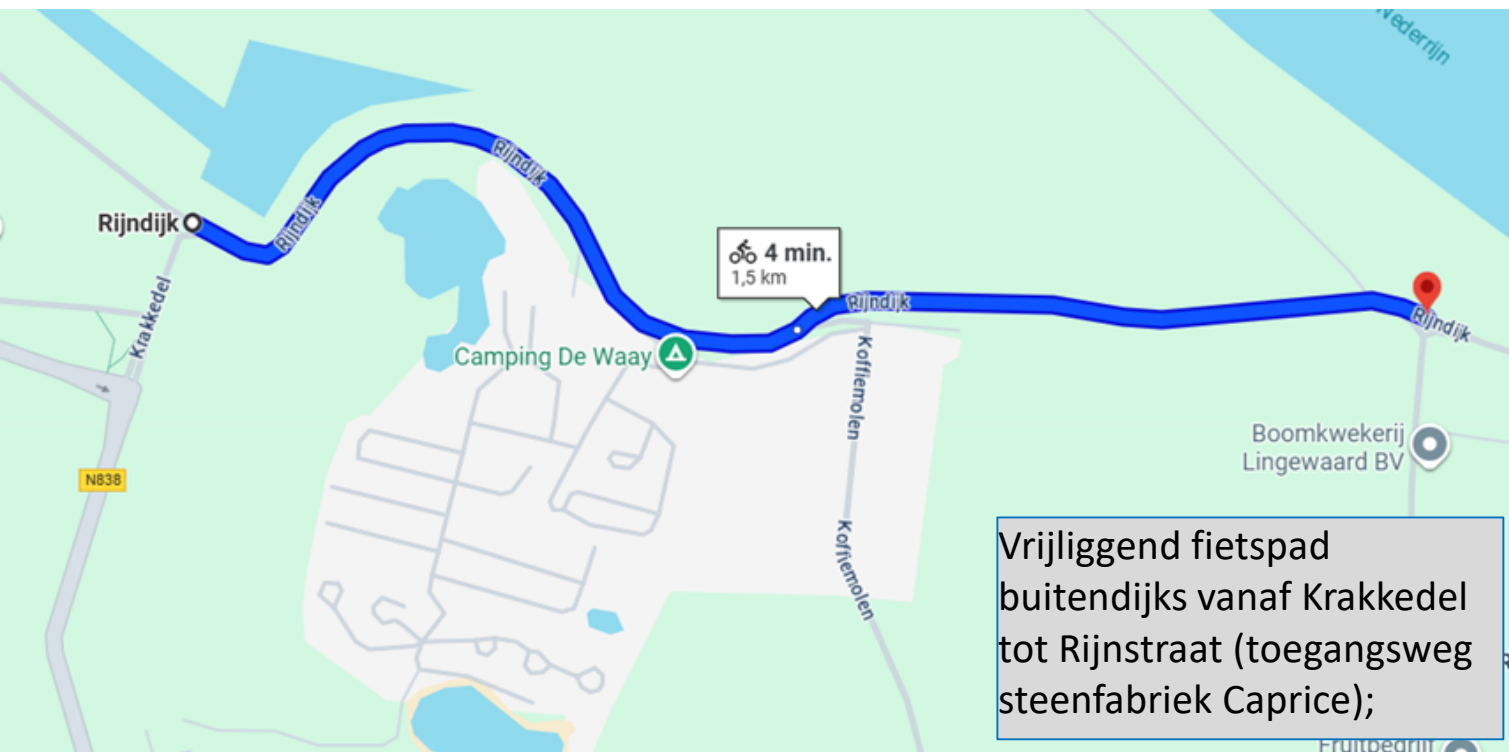 Nederrijn
Rijndijk
Rijndijk
Rijndijk
Krakkedel
4 min.
1,5 km
Rijndijk
Rijndijk
Camping De Waay
Koffiemolen
Koffiemolen
N838
Boomkwekerij
Lingewaard BV
Vrijliggend fietspad
buitendijks vanaf Krakkedel
tot Rijnstraat (toegangsweg
steenfabriek Caprice);
Fruitbedrijf